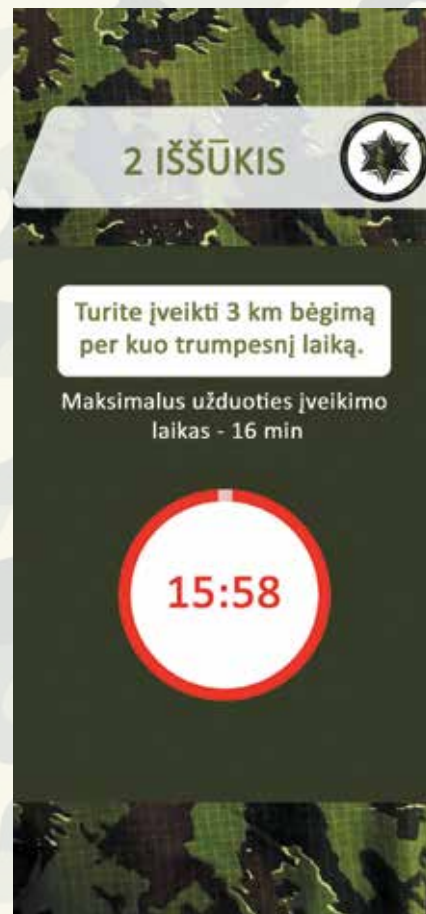 2 IŠŠŪKIS
Turite įveikti 3 km bėgimą
per kuo trumpesnį laiką.
Maksimalus užduoties įveikimo
laikas - 16 min
15:58